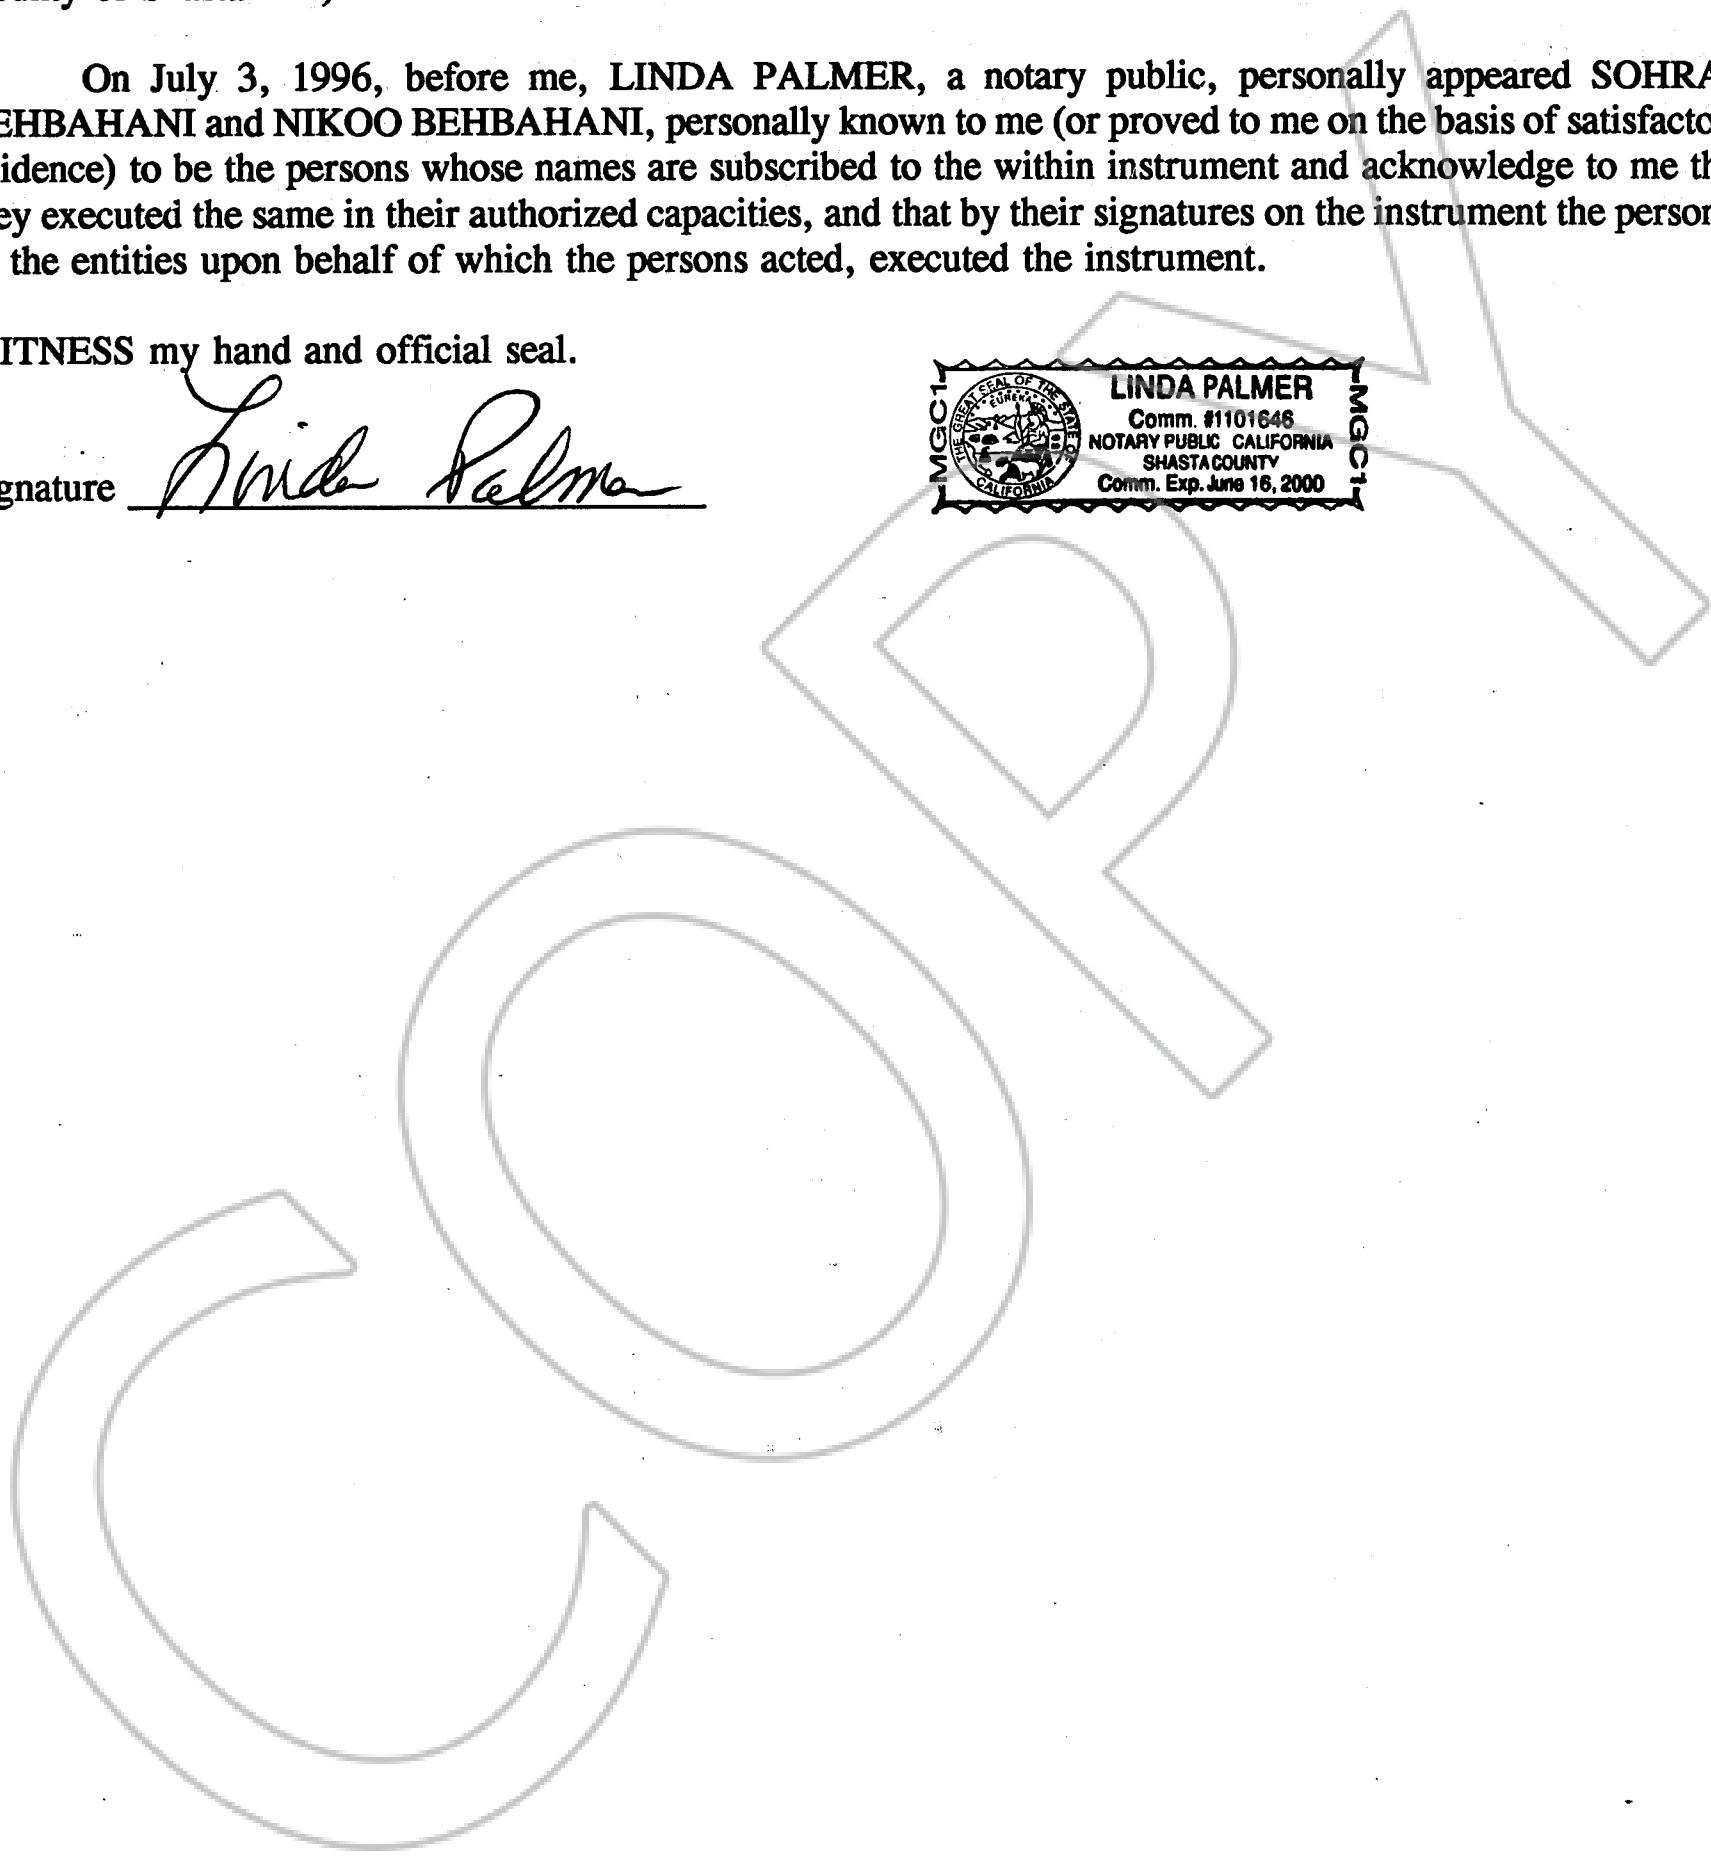 On July 3, 1996, before me, LINDA PALMER, a notary public, personally appeared SOHRA
EHBAHANI and NIKOO BEHBAHANI, personally known to me (or proved to me on the basis of satisfacto
idence) to be the persons whose names are subscribed to the within instrument and acknowledge to me th
ey executed the same in their authorized capacities, and that by their signatures on the instrument the person
the entities upon behalf of which the persons acted, executed the instrument.
ITNESS my hand and official seal.
gnature Linda Palmer
MGC1
THE GREAT SEAL OF THE STATE OF CALIFORNIA
EUREKA
LINDA PALMER
Comm. #1101646
NOTARY PUBLIC CALIFORNIA
SHASTA COUNTY
Comm. Exp. June 16, 2000
MGC1
COPY